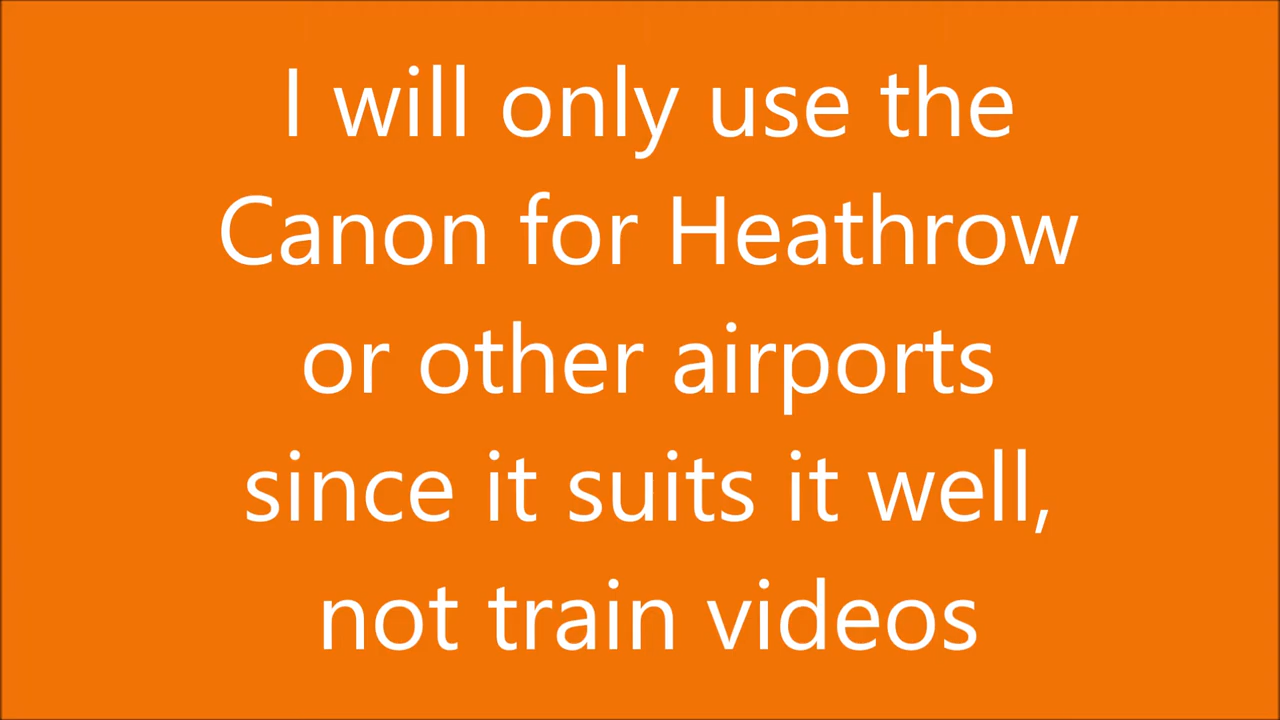 I will only use the
Canon for Heathrow
or other airports
since it suits it well,
not train videos